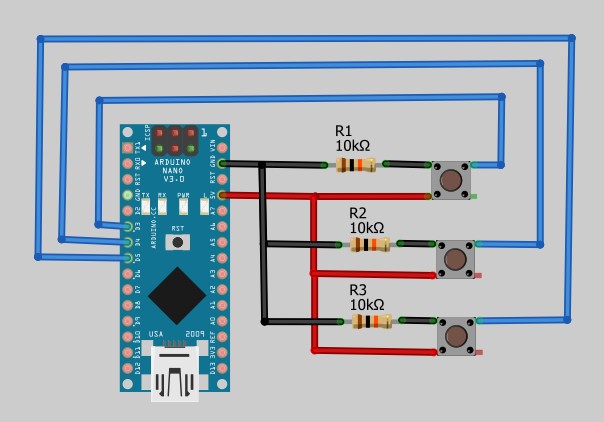 ICSP
1
TX1
VIN
RX0
GND
RST
RST
GND
5V
D2
A7
D3
A6
D4
A5
D5
A4
D6
A3
D7
A2
D8
A1
D9
A0
D10
REF
D11
3V3
D12
D13
ARDUINO
NANO
V3.0
TX RX PWR L
ARDUINO.CC
RST
USA 2009
R1
10kΩ
R2
10kΩ
R3
10kΩ